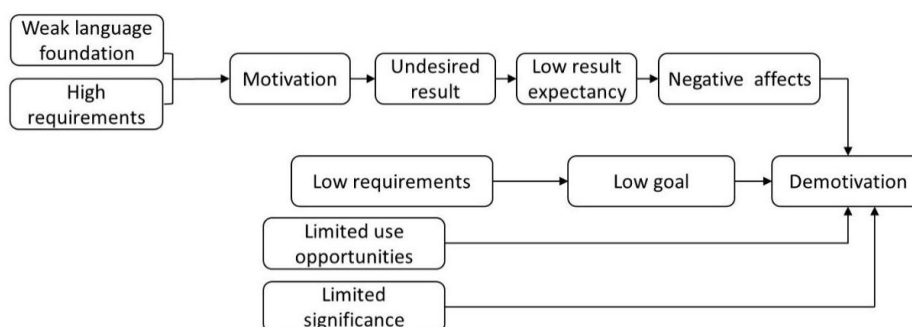 Weak language
foundation
High
requirements
Motivation
Undesired
result
Low result
expectancy
Negative affects
Low requirements
Low goal
Demotivation
Limited use
opportunities
Limited
significance